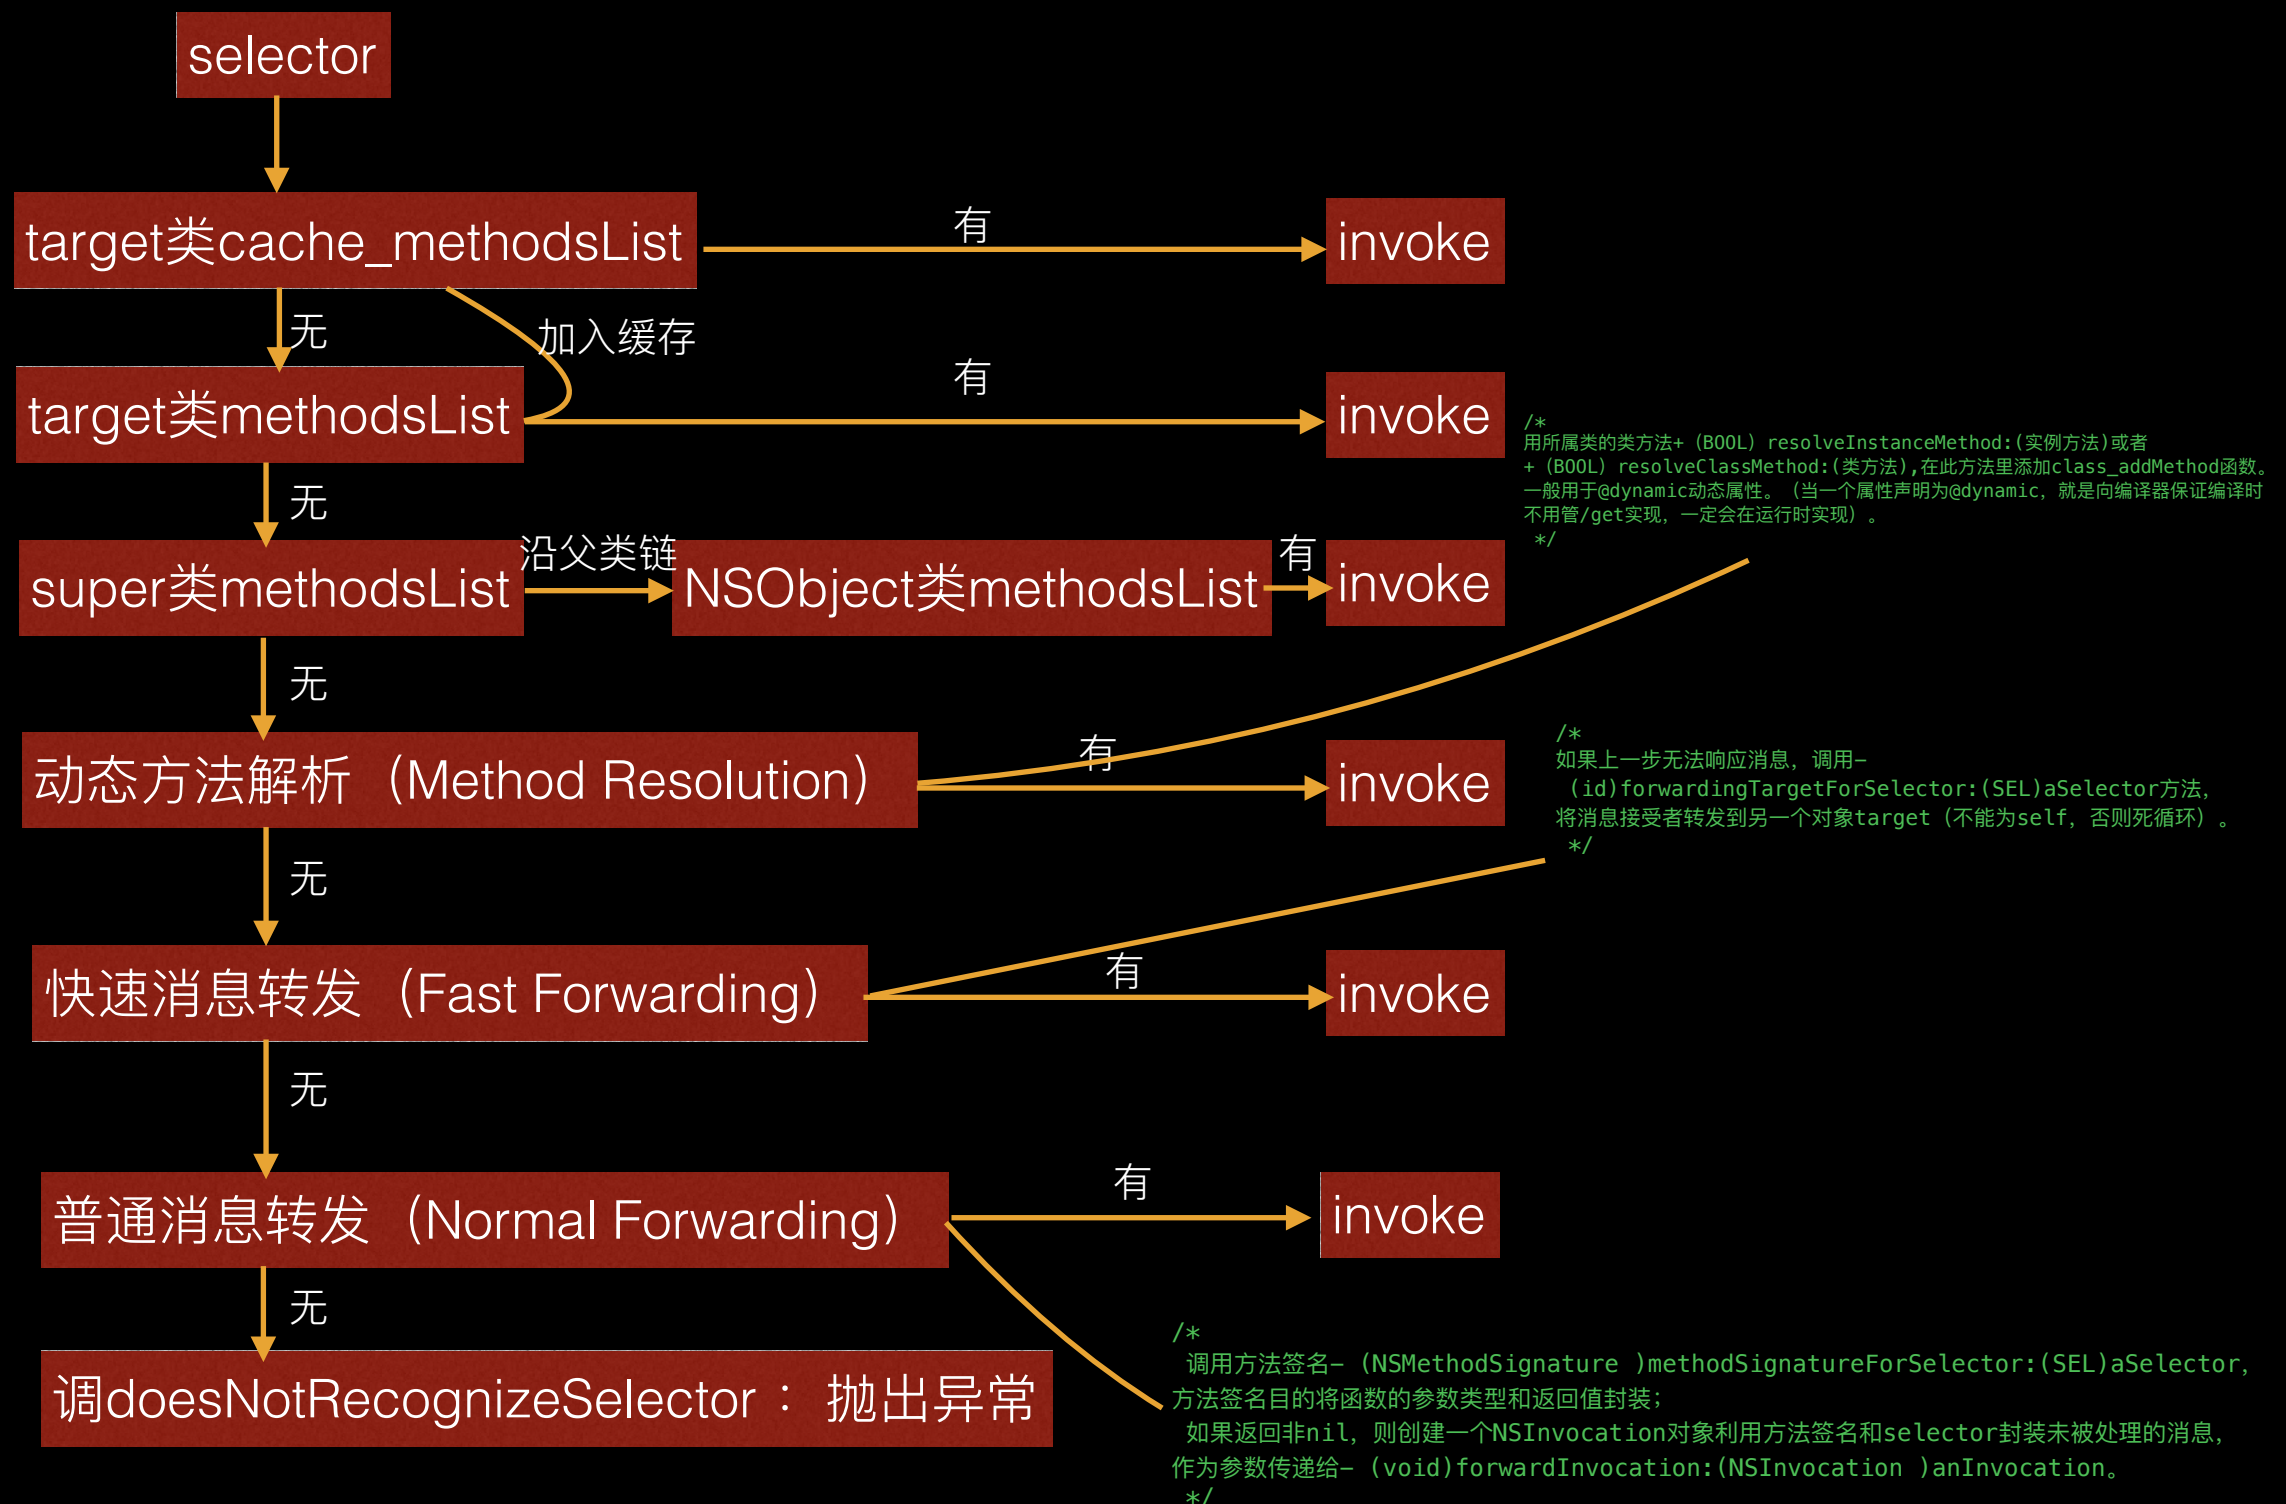 selector
target类cache_methodsList
有
invoke
无
加入缓存
target类methodsList
有
invoke
/*
用所属类的类方法+（BOOL）resolveInstanceMethod:(实例方法)或者
+（BOOL）resolveClassMethod:(类方法),在此方法里添加class_addMethod函数。
一般用于@dynamic动态属性。（当一个属性声明为@dynamic，就是向编译器保证编译时
不用管/get实现，一定会在运行时实现）。
*/
无
super类methodsList
沿父类链
NSObject类methodsList
有
invoke
无
动态方法解析（Method Resolution）
有
invoke
/*
如果上一步无法响应消息，调用–
(id)forwardingTargetForSelector:(SEL)aSelector方法，
将消息接受者转发到另一个对象target（不能为self，否则死循环）。
*/
无
快速消息转发（Fast Forwarding）
有
invoke
无
普通消息转发（Normal Forwarding）
有
invoke
无
调doesNotRecognizeSelector：抛出异常
/*
调用方法签名– (NSMethodSignature )methodSignatureForSelector:(SEL)aSelector，
方法签名目的将函数的参数类型和返回值封装；
如果返回非nil，则创建一个NSInvocation对象利用方法签名和selector封装未被处理的消息，
作为参数传递给– (void)forwardInvocation:(NSInvocation )anInvocation。
*/